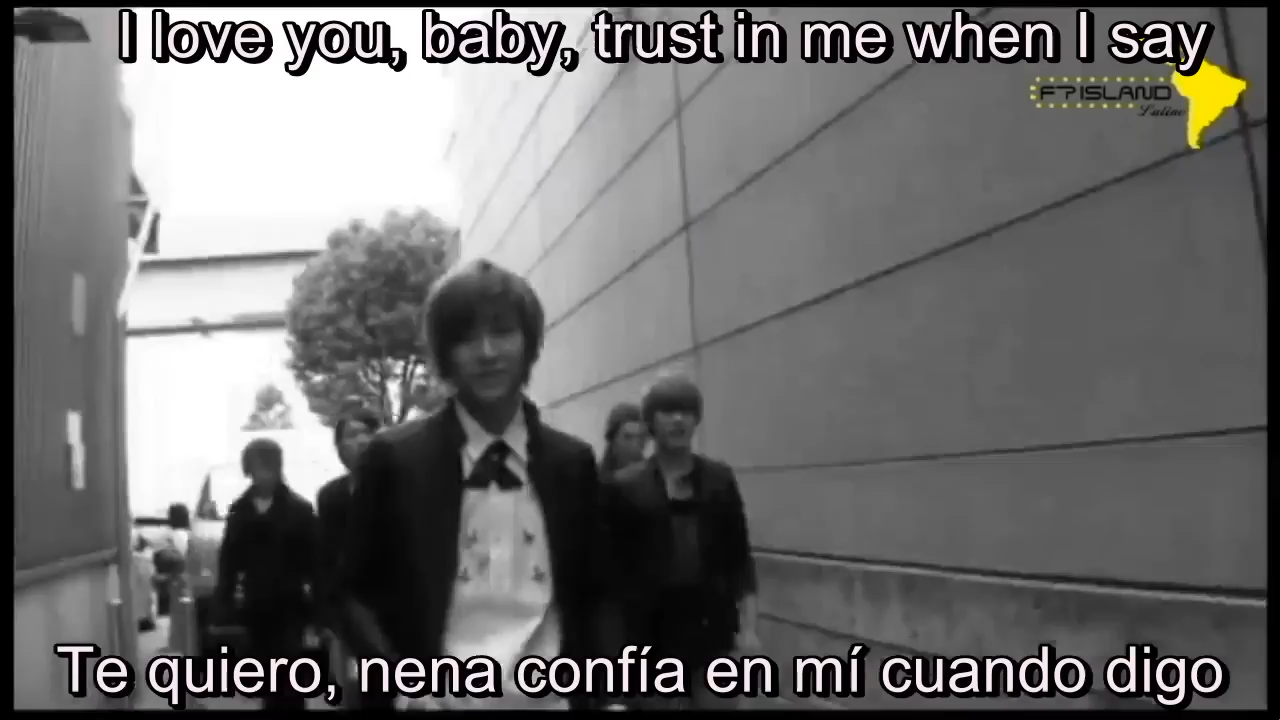 I love you, baby, trust in me when I say
FTISLAND
Latino
Te quiero, nena confía en mí cuando digo